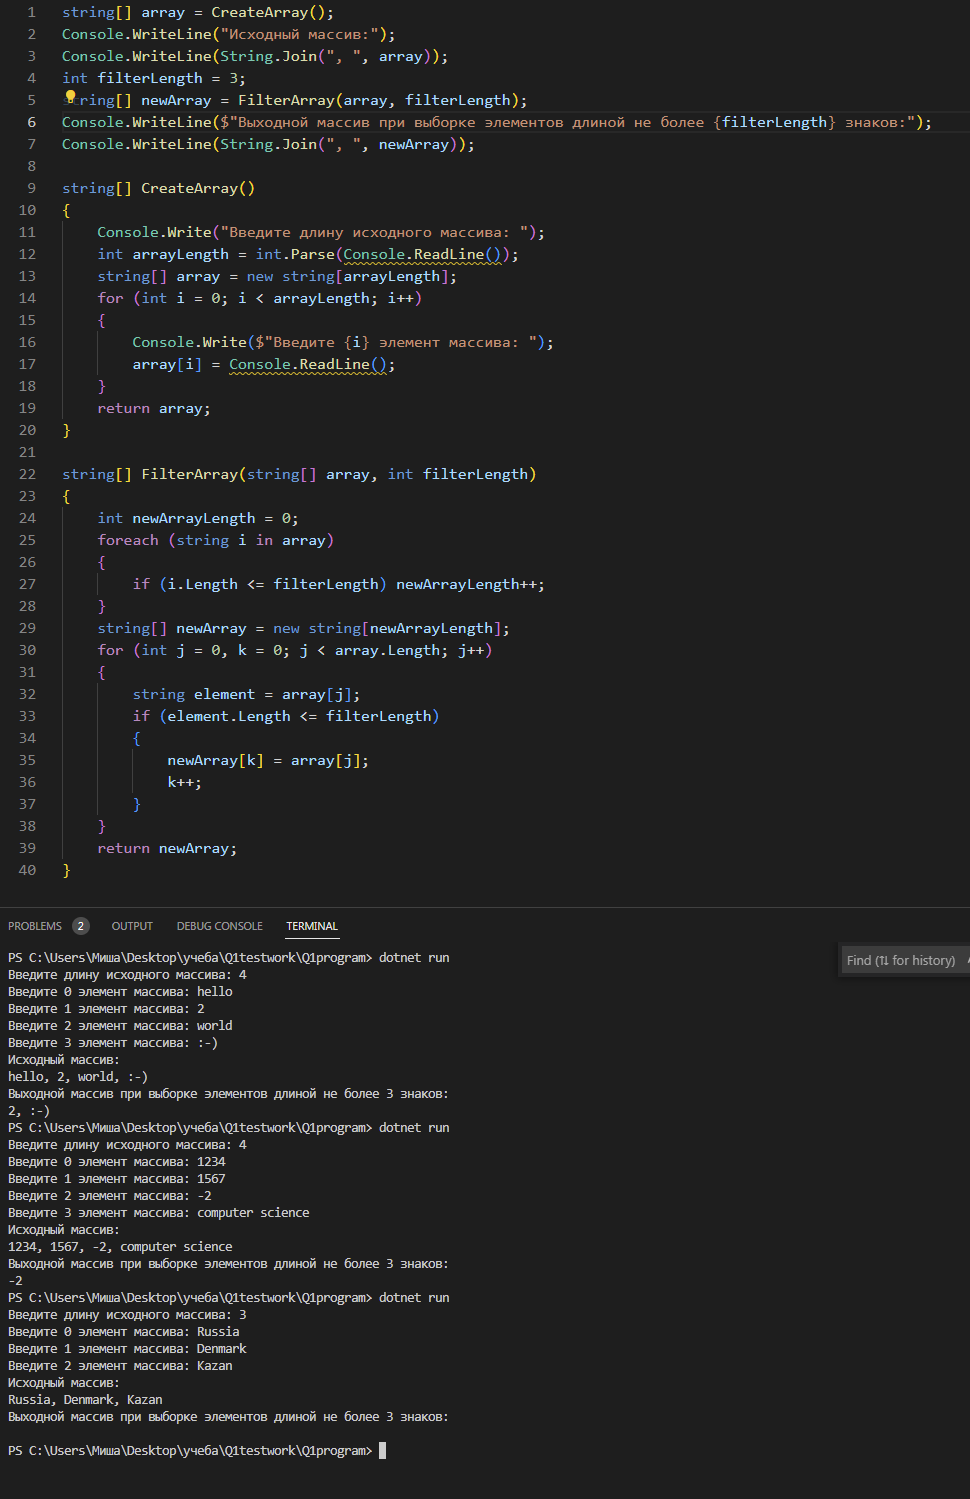 1 string[] array = CreateArray();
2 Console.WriteLine("Исходный массив:");
3 Console.WriteLine(String.Join(", ", array));
4 int filterLength = 3;
5 string[] newArray = FilterArray(array, filterLength);
6 Console.WriteLine($"Выходной массив при выборке элементов длиной не более {filterLength} знаков:");
7 Console.WriteLine(String.Join(", ", newArray));
8
9 string[] CreateArray()
10 {
11     Console.Write("Введите длину исходного массива: ");
12     int arrayLength = int.Parse(Console.ReadLine());
13     string[] array = new string[arrayLength];
14     for (int i = 0; i < arrayLength; i++)
15     {
16         Console.Write($"Введите {i} элемент массива: ");
17         array[i] = Console.ReadLine();
18     }
19     return array;
20 }
21
22 string[] FilterArray(string[] array, int filterLength)
23 {
24     int newArrayLength = 0;
25     foreach (string i in array)
26     {
27         if (i.Length <= filterLength) newArrayLength++;
28     }
29     string[] newArray = new string[newArrayLength];
30     for (int j = 0, k = 0; j < array.Length; j++)
31     {
32         string element = array[j];
33         if (element.Length <= filterLength)
34         {
35             newArray[k] = array[j];
36             k++;
37         }
38     }
39     return newArray;
40 }
PROBLEMS 2 OUTPUT DEBUG CONSOLE TERMINAL
Find (⇅ for history)
PS C:\Users\Миша\Desktop\учеба\Q1testwork\Q1program> dotnet run
Введите длину исходного массива: 4
Введите 0 элемент массива: hello
Введите 1 элемент массива: 2
Введите 2 элемент массива: world
Введите 3 элемент массива: :-)
Исходный массив:
hello, 2, world, :-)
Выходной массив при выборке элементов длиной не более 3 знаков:
2, :-)
PS C:\Users\Миша\Desktop\учеба\Q1testwork\Q1program> dotnet run
Введите длину исходного массива: 4
Введите 0 элемент массива: 1234
Введите 1 элемент массива: 1567
Введите 2 элемент массива: -2
Введите 3 элемент массива: computer science
Исходный массив:
1234, 1567, -2, computer science
Выходной массив при выборке элементов длиной не более 3 знаков:
-2
PS C:\Users\Миша\Desktop\учеба\Q1testwork\Q1program> dotnet run
Введите длину исходного массива: 3
Введите 0 элемент массива: Russia
Введите 1 элемент массива: Denmark
Введите 2 элемент массива: Kazan
Исходный массив:
Russia, Denmark, Kazan
Выходной массив при выборке элементов длиной не более 3 знаков:
PS C:\Users\Миша\Desktop\учеба\Q1testwork\Q1program>